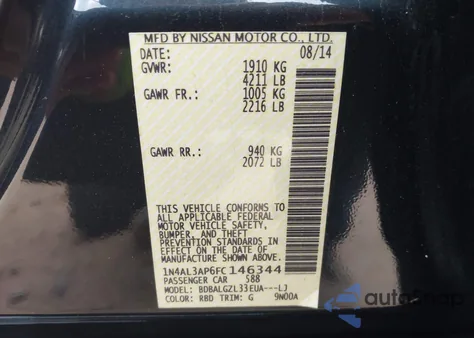 MFD BY NISSAN MOTOR CO., LTD.
DATE: 08/14
GVWR: 1910 KG
4211 LB
GAWR FR.: 1005 KG
2216 LB
GAWR RR.: 940 KG
2072 LB
THIS VEHICLE CONFORMS TO
ALL APPLICABLE FEDERAL
MOTOR VEHICLE SAFETY,
BUMPER, AND THEFT
PREVENTION STANDARDS IN
EFFECT ON THE DATE OF
MANUFACTURE SHOWN ABOVE.
1N4AL3AP6FC146344
PASSENGER CAR 588
MODEL: BDBALGZL33EUA---LJ
COLOR: RBD TRIM: G 9N00A